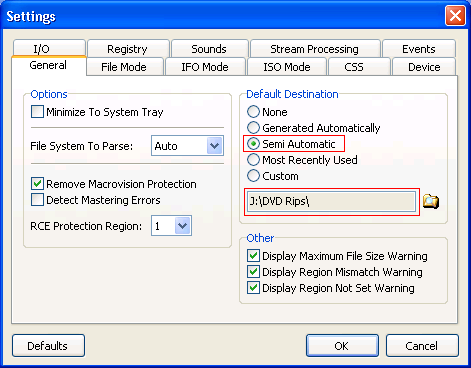 Settings
I/O Registry Sounds Stream Processing Events
General File Mode IFO Mode ISO Mode CSS Device
Options
Minimize To System Tray
File System To Parse: Auto
Remove Macrovision Protection
Detect Mastering Errors
RCE Protection Region: 1
Default Destination
None
Generated Automatically
Semi Automatic
Most Recently Used
Custom
J:\DVD Rips\
Other
Display Maximum File Size Warning
Display Region Mismatch Warning
Display Region Not Set Warning
Defaults OK Cancel